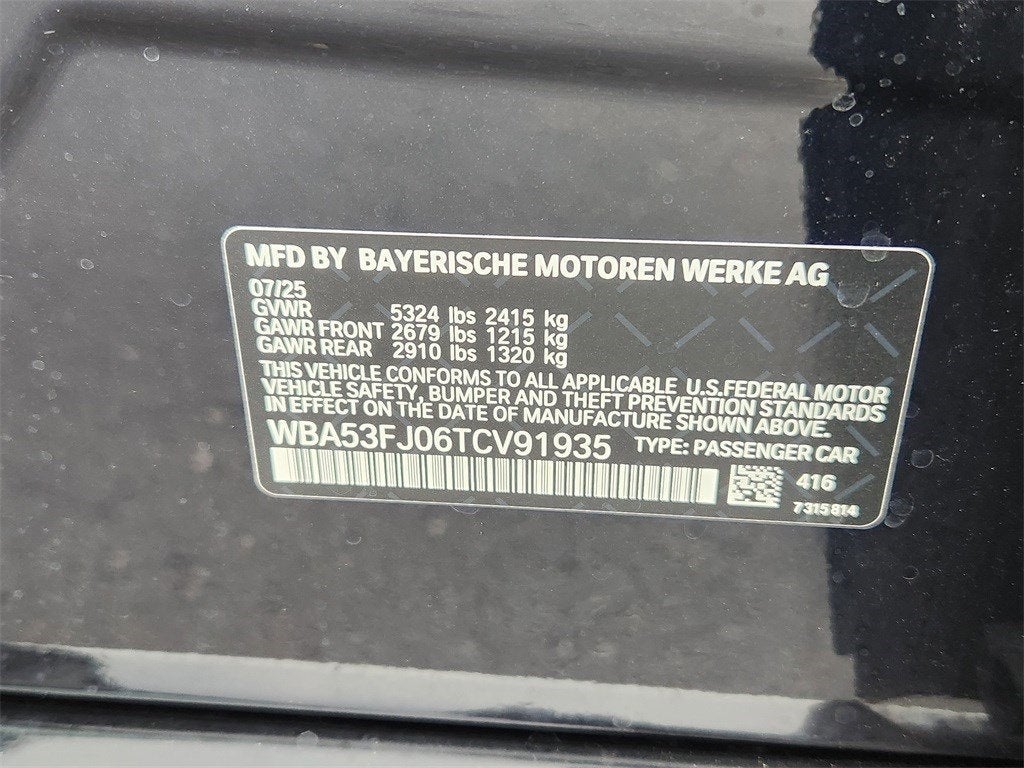 MFD BY BAYERISCHE MOTOREN WERKE AG
07/25
GVWR 5324 lbs 2415 kg
GAWR FRONT 2679 lbs 1215 kg
GAWR REAR 2910 lbs 1320 kg
THIS VEHICLE CONFORMS TO ALL APPLICABLE U.S.FEDERAL MOTOR
VEHICLE SAFETY, BUMPER AND THEFT PREVENTION STANDARDS
IN EFFECT ON THE DATE OF MANUFACTURE SHOWN ABOVE.
WBA53FJ06TCV91935 TYPE: PASSENGER CAR
416
7315814